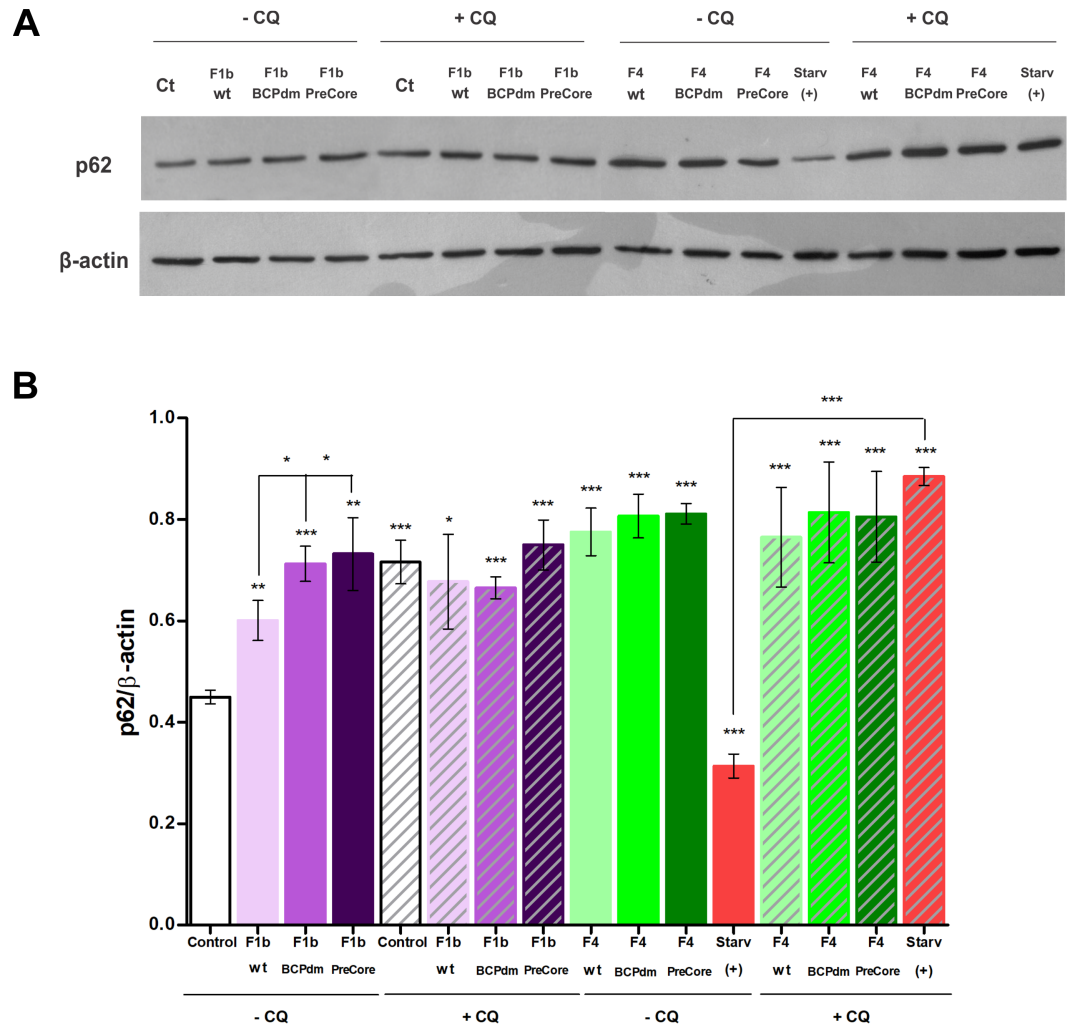 A
- CQ + CQ - CQ + CQ
Ct F1b wt F1b BCPdm F1b PreCore Ct F1b wt F1b BCPdm F1b PreCore F4 wt F4 BCPdm F4 PreCore Starv (+) F4 wt F4 BCPdm F4 PreCore Starv (+)
p62
β-actin
B
p62/β-actin
1.0
0.8
0.6
0.4
0.2
0.0
* *
** *** ** *** * *** *** *** *** *** *** *** *** *** ***
***
Control F1b F1b F1b Control F1b F1b F1b F4 F4 F4 Starv F4 F4 F4 Starv
wt BCPdm PreCore wt BCPdm PreCore wt BCPdm PreCore (+) wt BCPdm PreCore (+)
- CQ + CQ - CQ + CQ